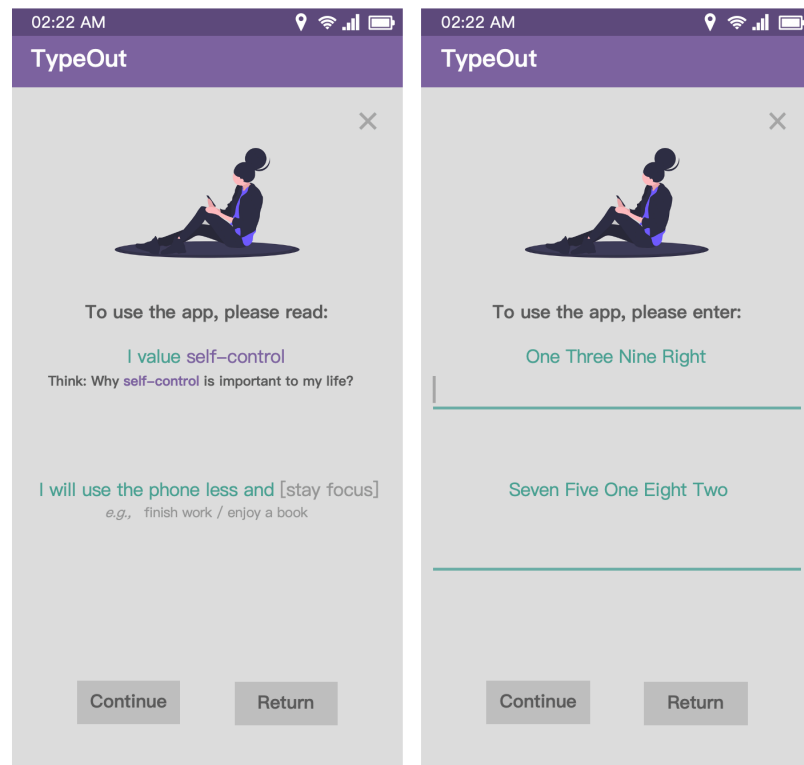 02:22 AM
TypeOut
To use the app, please read:
I value self-control
Think: Why self-control is important to my life?
I will use the phone less and [stay focus]
e.g., finish work / enjoy a book
Continue
Return
02:22 AM
TypeOut
To use the app, please enter:
One Three Nine Right
Seven Five One Eight Two
Continue
Return